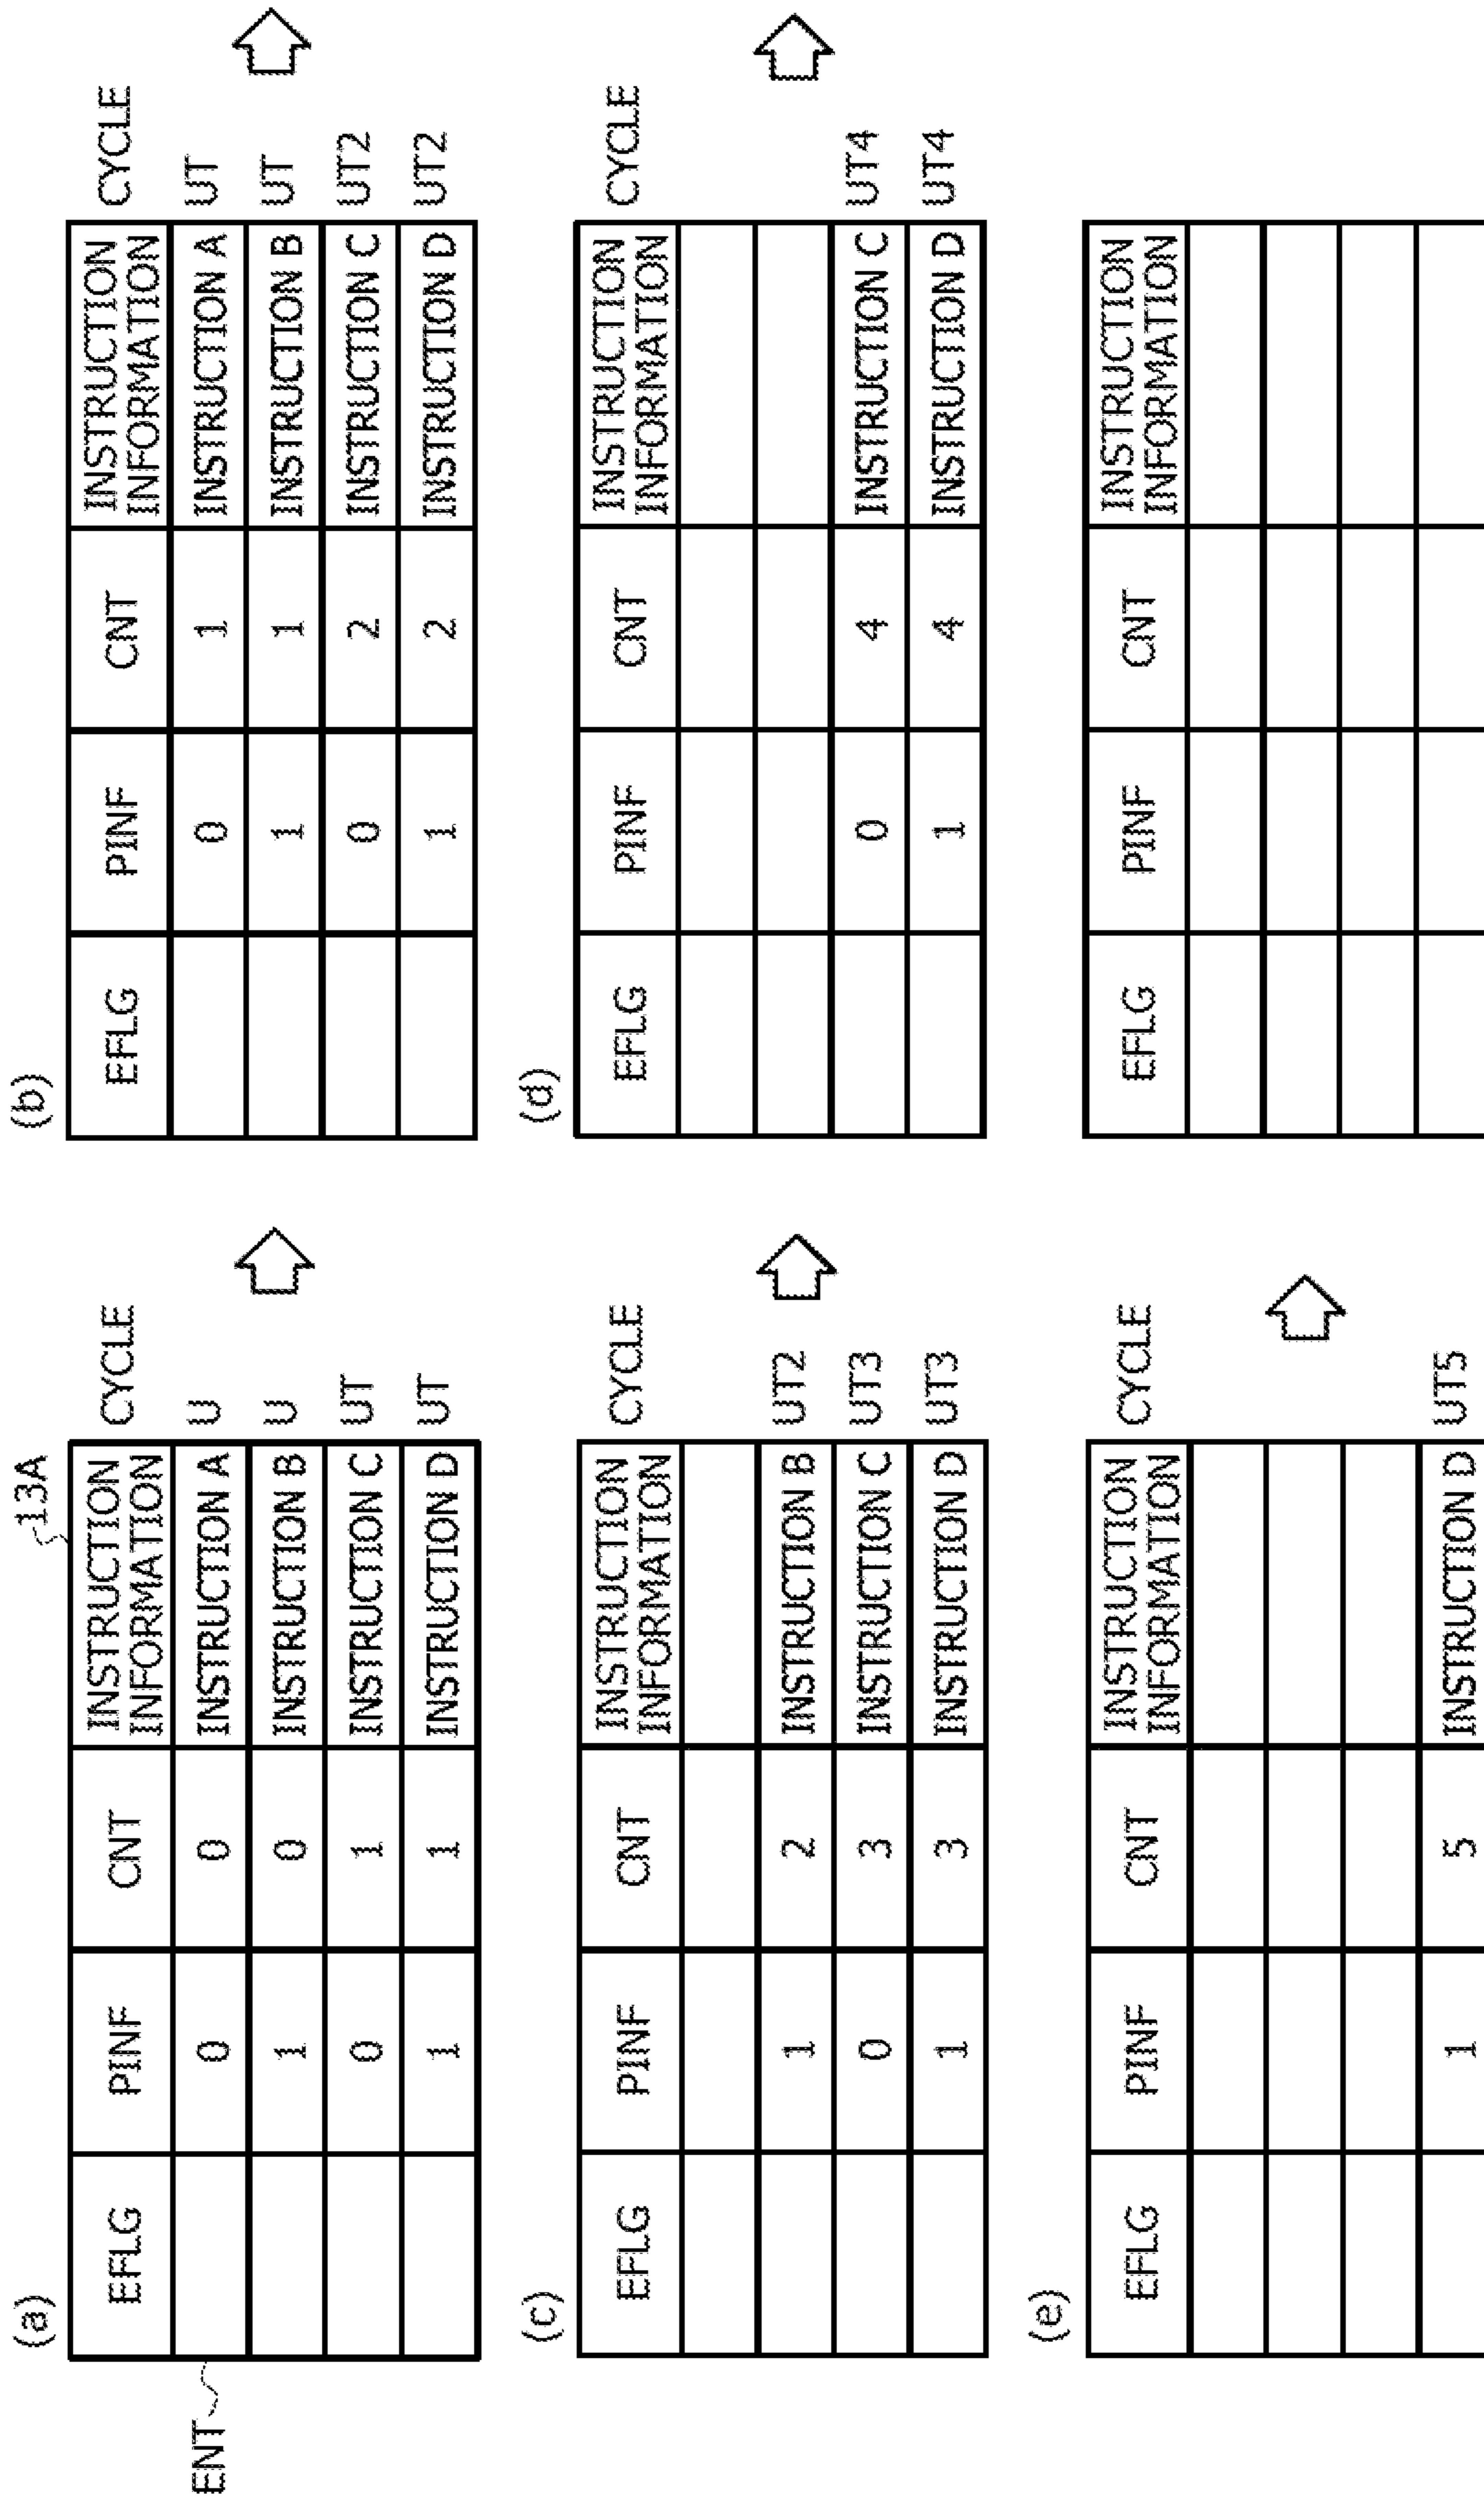 (a)
13A
EFLG PINF CNT INSTRUCTION INFORMATION CYCLE
ENT 0 0 INSTRUCTION A U
1 0 INSTRUCTION B U
0 1 INSTRUCTION C UT
1 1 INSTRUCTION D UT
(b)
EFLG PINF CNT INSTRUCTION INFORMATION CYCLE
0 1 INSTRUCTION A UT
1 1 INSTRUCTION B UT
0 2 INSTRUCTION C UT2
1 2 INSTRUCTION D UT2
(c)
EFLG PINF CNT INSTRUCTION INFORMATION CYCLE
1 2 INSTRUCTION B UT2
0 3 INSTRUCTION C UT3
1 3 INSTRUCTION D UT3
(d)
EFLG PINF CNT INSTRUCTION INFORMATION CYCLE
0 4 INSTRUCTION C UT4
1 4 INSTRUCTION D UT4
(e)
EFLG PINF CNT INSTRUCTION INFORMATION CYCLE
1 5 INSTRUCTION D UT5
EFLG PINF CNT INSTRUCTION INFORMATION